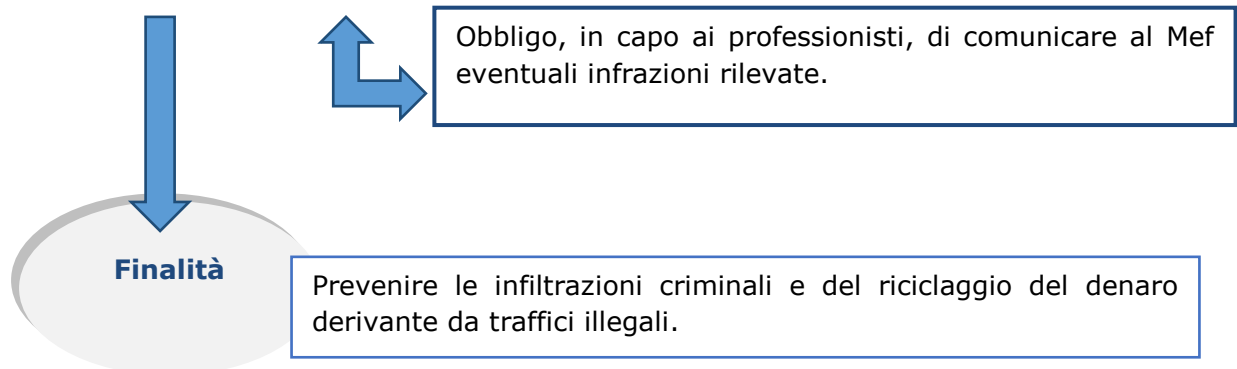 Obbligo, in capo ai professionisti, di comunicare al Mef
eventuali infrazioni rilevate.
Finalità
Prevenire le infiltrazioni criminali e del riciclaggio del denaro
derivante da traffici illegali.